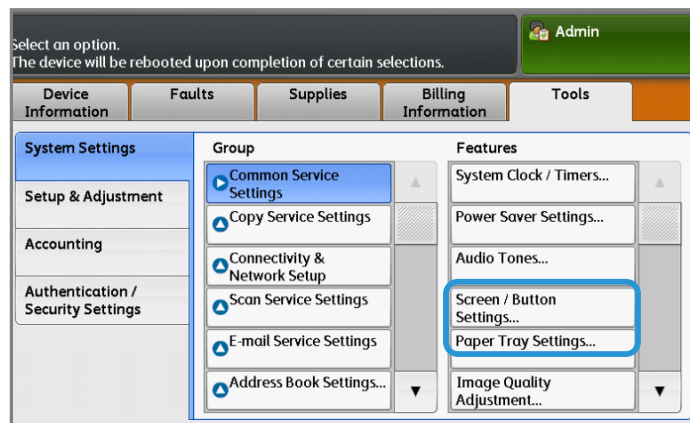 Select an option.
The device will be rebooted upon completion of certain selections.
Admin
Device
Information
Faults
Supplies
Billing
Information
Tools
System Settings
Setup & Adjustment
Accounting
Authentication /
Security Settings
Group
Common Service
Settings
Copy Service Settings
Connectivity &
Network Setup
Scan Service Settings
E-mail Service Settings
Address Book Settings...
Features
System Clock / Timers...
Power Saver Settings...
Audio Tones...
Screen / Button
Settings...
Paper Tray Settings...
Image Quality
Adjustment...